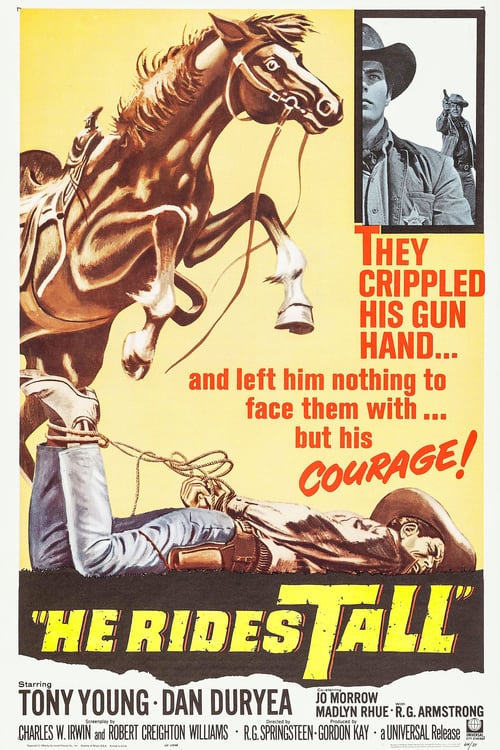 THEY
CRIPPLED
HIS GUN
HAND...
and left him nothing to
face them with ...
but his
COURAGE!
"HE RIDES TALL"
Starring
TONY YOUNG · DAN DURYEA
Co-starring
JO MORROW
MADLYN RHUE · with R.G. ARMSTRONG
Screenplay by
CHARLES W. IRWIN and ROBERT CREIGHTON WILLIAMS ·
Directed by
R.G. SPRINGSTEEN ·
Produced by
GORDON KAY · a UNIVERSAL Release